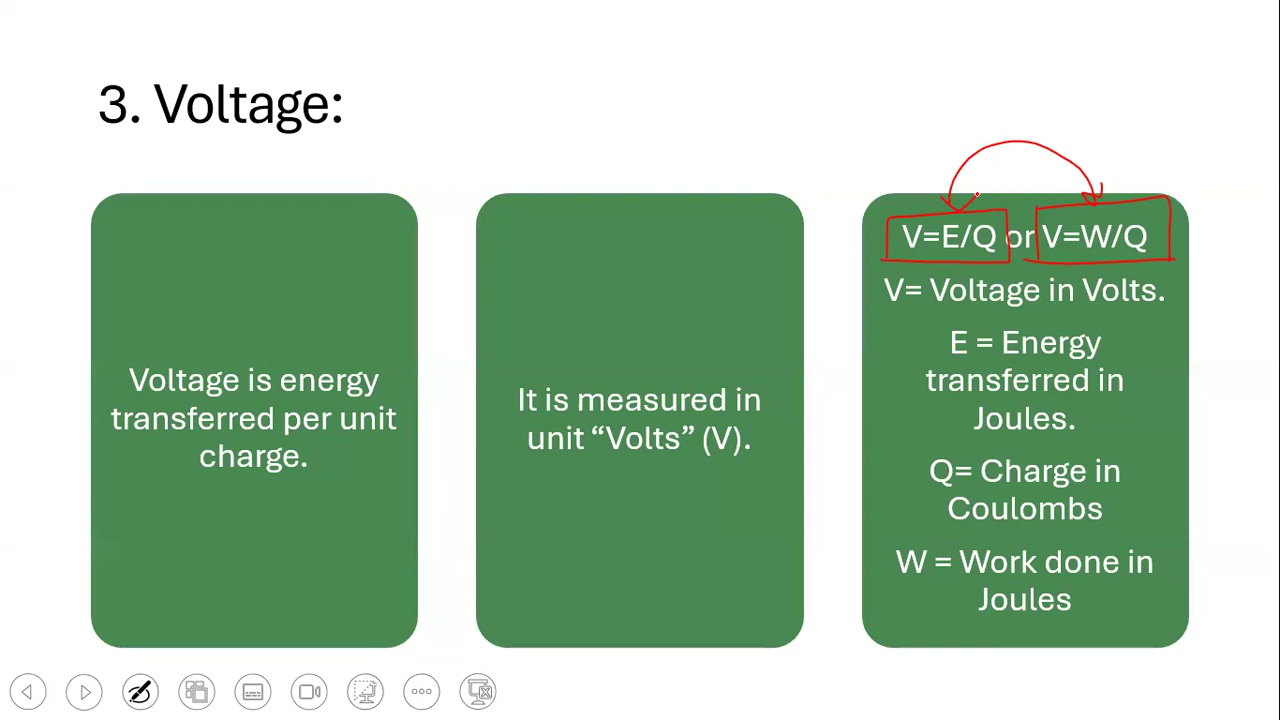 3. Voltage:
Voltage is energy
transferred per unit
charge.
It is measured in
unit “Volts” (V).
V=E/Q or V=W/Q
V= Voltage in Volts.
E = Energy
transferred in
Joules.
Q= Charge in
Coulombs
W = Work done in
Joules